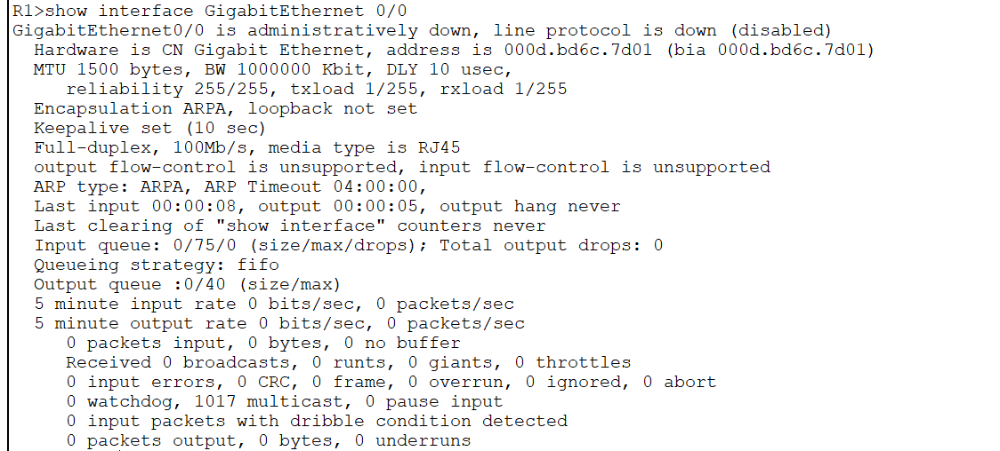 R1>show interface GigabitEthernet 0/0
GigabitEthernet0/0 is administratively down, line protocol is down (disabled)
Hardware is CN Gigabit Ethernet, address is 000d.bd6c.7d01 (bia 000d.bd6c.7d01)
MTU 1500 bytes, BW 1000000 Kbit, DLY 10 usec,
reliability 255/255, txload 1/255, rxload 1/255
Encapsulation ARPA, loopback not set
Keepalive set (10 sec)
Full-duplex, 100Mb/s, media type is RJ45
output flow-control is unsupported, input flow-control is unsupported
ARP type: ARPA, ARP Timeout 04:00:00,
Last input 00:00:08, output 00:00:05, output hang never
Last clearing of "show interface" counters never
Input queue: 0/75/0 (size/max/drops); Total output drops: 0
Queueing strategy: fifo
Output queue :0/40 (size/max)
5 minute input rate 0 bits/sec, 0 packets/sec
5 minute output rate 0 bits/sec, 0 packets/sec
0 packets input, 0 bytes, 0 no buffer
Received 0 broadcasts, 0 runts, 0 giants, 0 throttles
0 input errors, 0 CRC, 0 frame, 0 overrun, 0 ignored, 0 abort
0 watchdog, 1017 multicast, 0 pause input
0 input packets with dribble condition detected
0 packets output, 0 bytes, 0 underruns